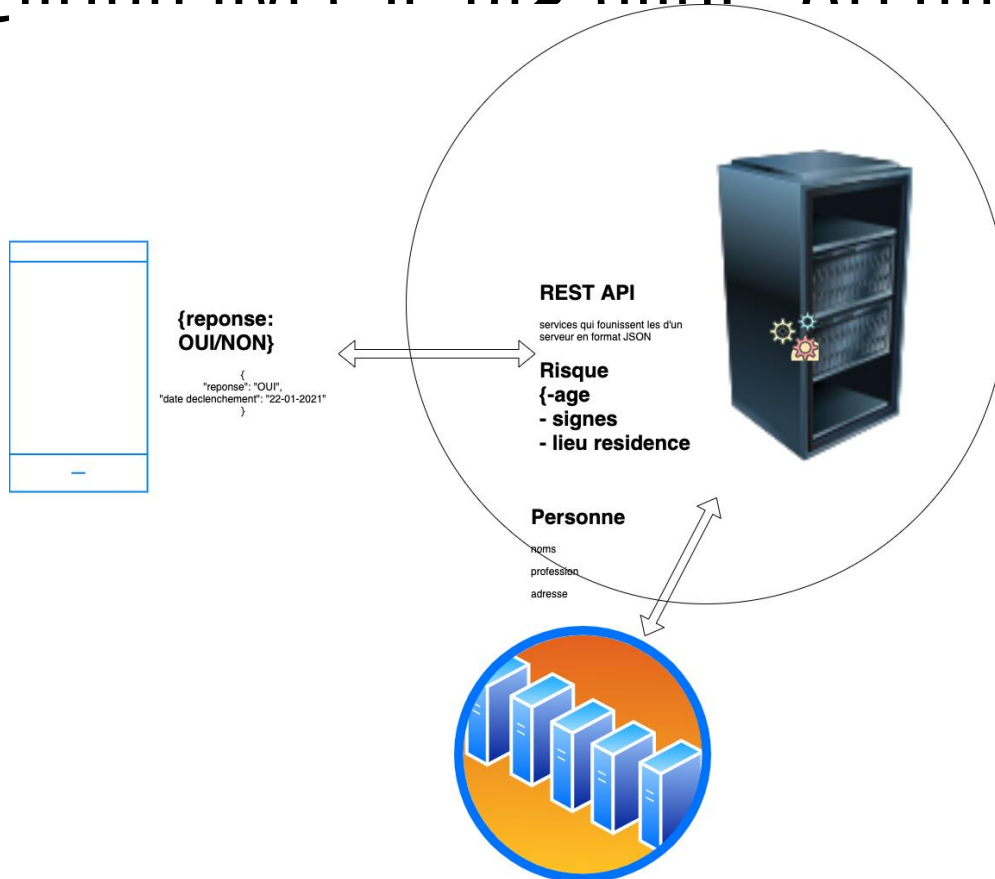 {reponse:
OUI/NON}
{
"reponse": "OUI",
"date declenchement": "22-01-2021"
}
REST API
services qui founissent les d'un
serveur en format JSON
Risque
{-age
- signes
- lieu residence
Personne
noms
profession
adresse